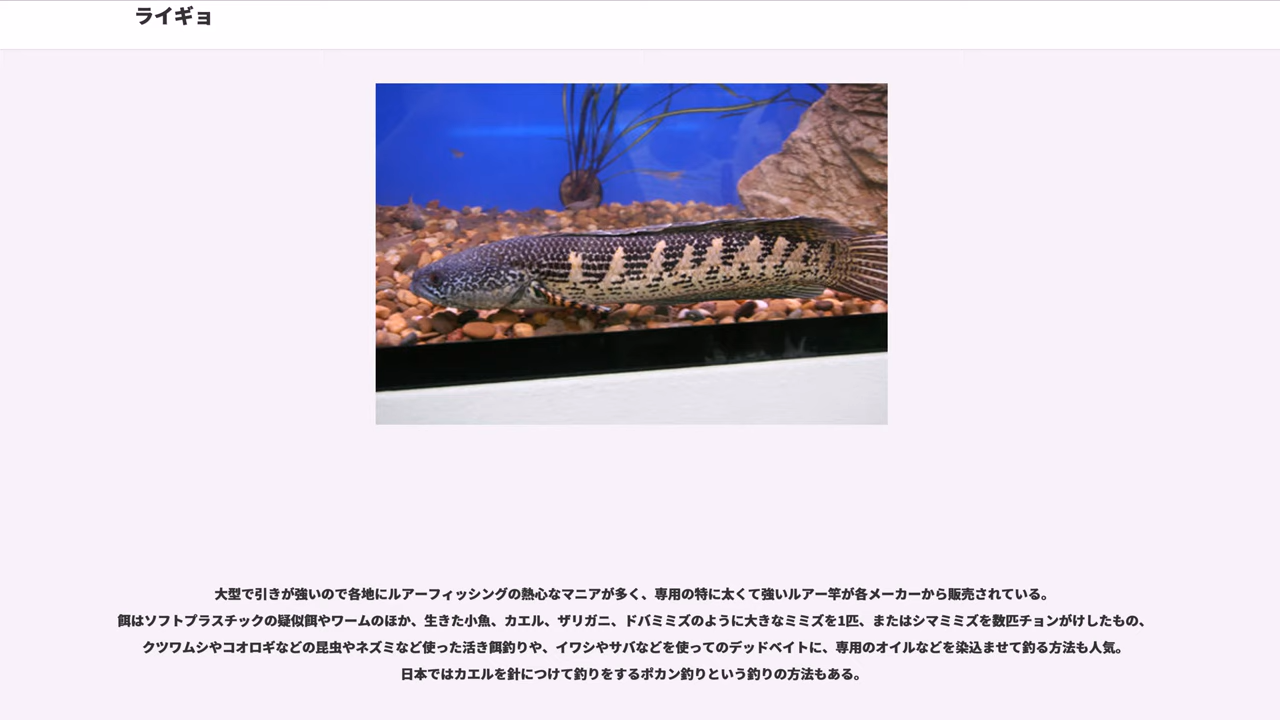 ライギョ
大型で引きが強いので各地にルアーフィッシングの熱心なマニアが多く、専用の特に太くて強いルアー竿が各メーカーから販売されている。
餌はソフトプラスチックの疑似餌やワームのほか、生きた小魚、カエル、ザリガニ、ドバミミズのように大きなミミズを1匹、またはシマミミズを数匹チョンがけしたもの、
クツワムシやコオロギなどの昆虫やネズミなど使った活き餌釣りや、イワシやサバなどを使ってのデッドベイトに、専用のオイルなどを染込ませて釣る方法も人気。
日本ではカエルを針につけて釣りをするポカン釣りという釣りの方法もある。